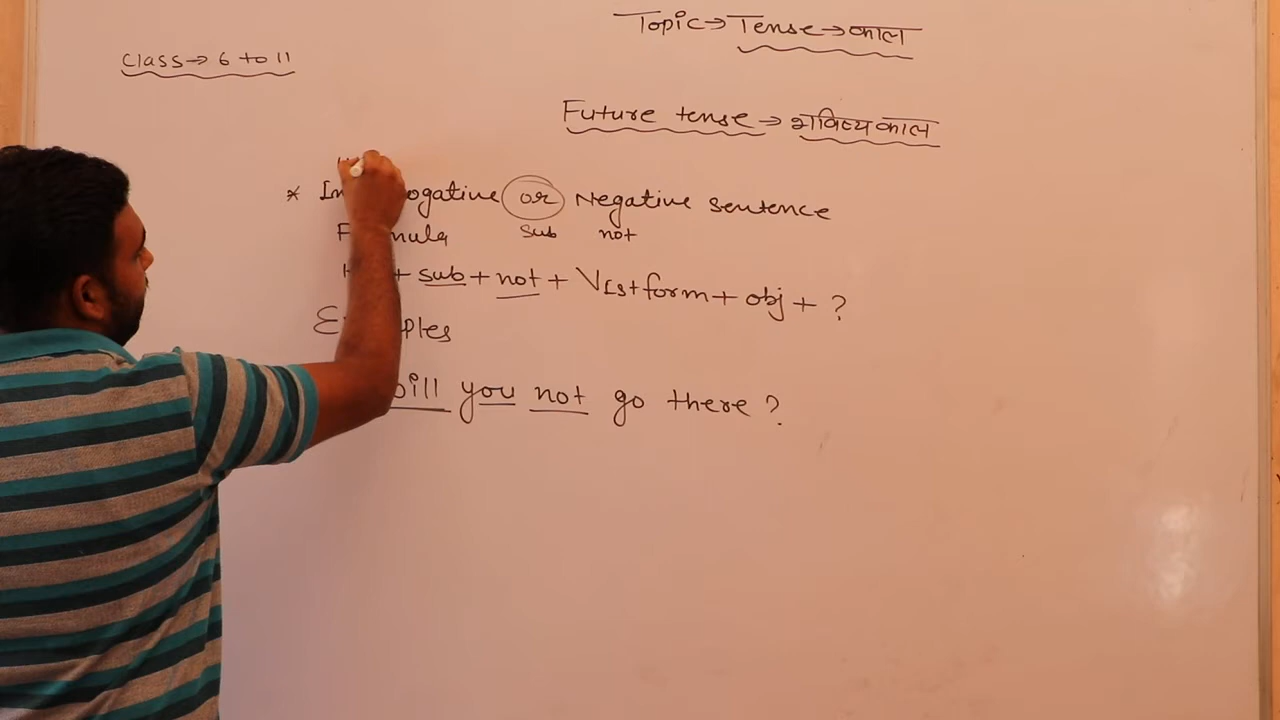 Topic→ Tense→ काल
Class→ 6 to 11
Future tense → भविष्य काल
* or Negative sentence
sub not
+ sub + not + V1st form + obj + ?
you not go there ?